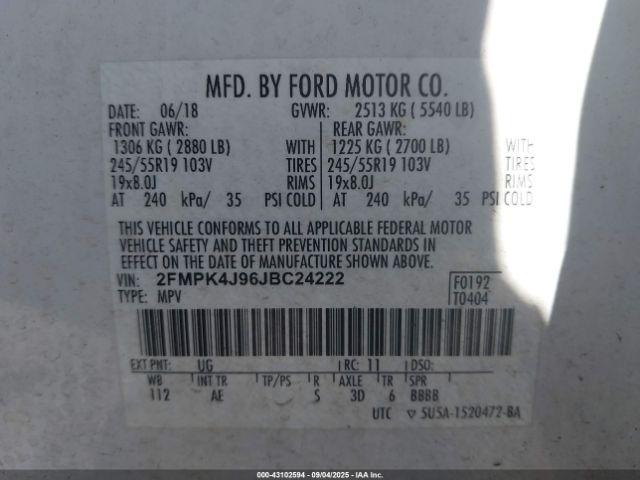 MFD. BY FORD MOTOR CO.
DATE: 06/18 GVWR: 2513 KG ( 5540 LB)
FRONT GAWR: REAR GAWR:
1306 KG ( 2880 LB) WITH 1225 KG ( 2700 LB) WITH
245/55R19 103V TIRES 245/55R19 103V TIRES
19x8.0J RIMS 19x8.0J RIMS
AT 240 kPa/ 35 PSI COLD AT 240 kPa/ 35 PSI COLD
THIS VEHICLE CONFORMS TO ALL APPLICABLE FEDERAL MOTOR
VEHICLE SAFETY AND THEFT PREVENTION STANDARDS IN
EFFECT ON THE DATE OF MANUFACTURE SHOWN ABOVE.
VIN: 2FMPK4J96JBC24222 F0192
TYPE: MPV T0404
EXT PNT: UG RC: 11 DSO:
WB INT TR TP/PS R AXLE TR SPR
112 AE S 3D 6 BBBB
UTC ▽ 5U5A-1520472-BA
000-43102594 - 09/04/2025 - IAAI.CA